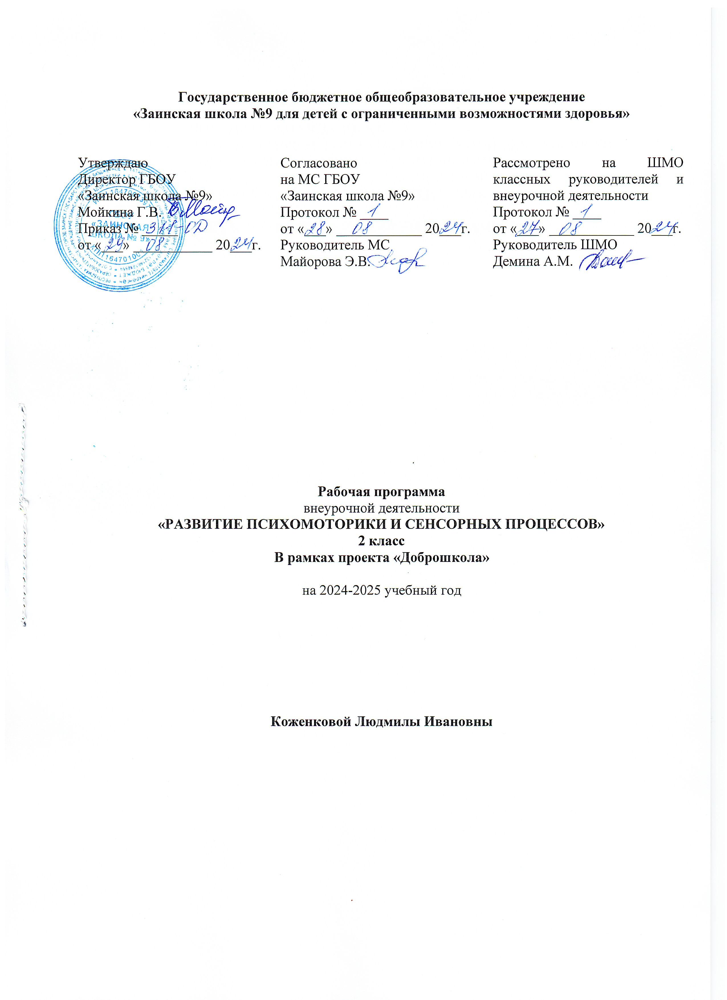 Государственное бюджетное общеобразовательное учреждение
«Заинская школа №9 для детей с ограниченными возможностями здоровья»
Утверждаю
Директор ГБОУ
«Заинская школа №9»
Мойкина Г.В.
Приказ №
от «29» 08 2024г.
Согласовано
на МС ГБОУ
«Заинская школа №9»
Протокол № 1
от «28» 08 2024г.
Руководитель МС
Майорова Э.В.
Рассмотрено на ШМО
классных руководителей и
внеурочной деятельности
Протокол № 1
от «27» 08 2024г.
Руководитель ШМО
Демина А.М.
«ЗАИНСКАЯ
ШКОЛА № 9»
Рабочая программа
внеурочной деятельности
«РАЗВИТИЕ ПСИХОМОТОРИКИ И СЕНСОРНЫХ ПРОЦЕССОВ»
2 класс
В рамках проекта «Доброшкола»
на 2024-2025 учебный год
Коженковой Людмилы Ивановны